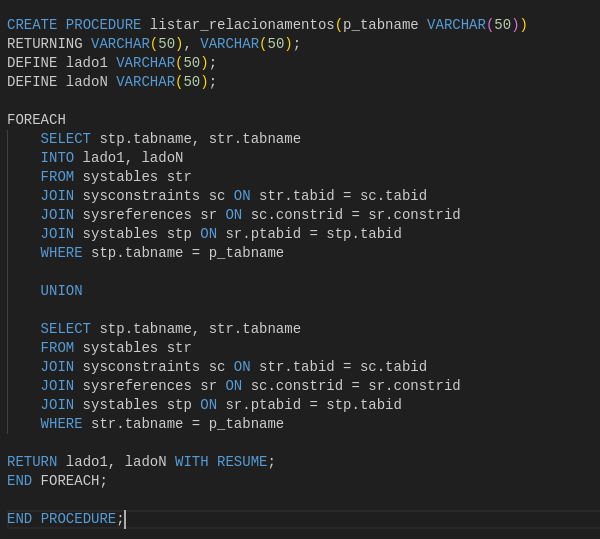 CREATE PROCEDURE listar_relacionamentos(p_tabname VARCHAR(50))
RETURNING VARCHAR(50), VARCHAR(50);
DEFINE lado1 VARCHAR(50);
DEFINE ladoN VARCHAR(50);

FOREACH
    SELECT stp.tabname, str.tabname
    INTO lado1, ladoN
    FROM systables str
    JOIN sysconstraints sc ON str.tabid = sc.tabid
    JOIN sysreferences sr ON sc.constrid = sr.constrid
    JOIN systables stp ON sr.ptabid = stp.tabid
    WHERE stp.tabname = p_tabname

    UNION

    SELECT stp.tabname, str.tabname
    FROM systables str
    JOIN sysconstraints sc ON str.tabid = sc.tabid
    JOIN sysreferences sr ON sc.constrid = sr.constrid
    JOIN systables stp ON sr.ptabid = stp.tabid
    WHERE str.tabname = p_tabname

RETURN lado1, ladoN WITH RESUME;
END FOREACH;

END PROCEDURE;